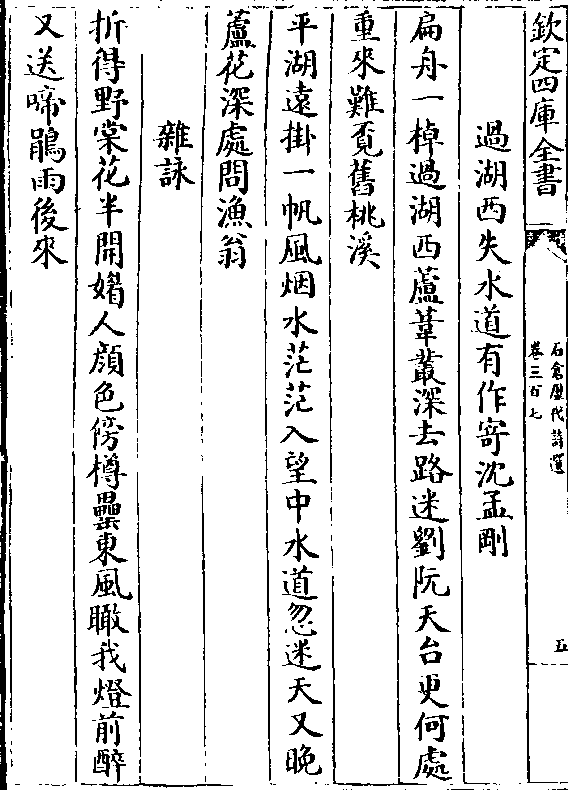 欽定四庫全書
石倉歷代詩選
卷三百七
五
過湖西失水道有作寄沈孟剛
扁舟一棹過湖西蘆葦叢深去路迷劉阮天台更何處
重來難覓舊桃溪
平湖遠掛一帆風烟水茫茫入望中水道忽迷天又晚
蘆花深處問漁翁
雜詠
折得野棠花半開媚人顔色傍樽罍東風瞰我燈前醉
又送啼鵑雨後來